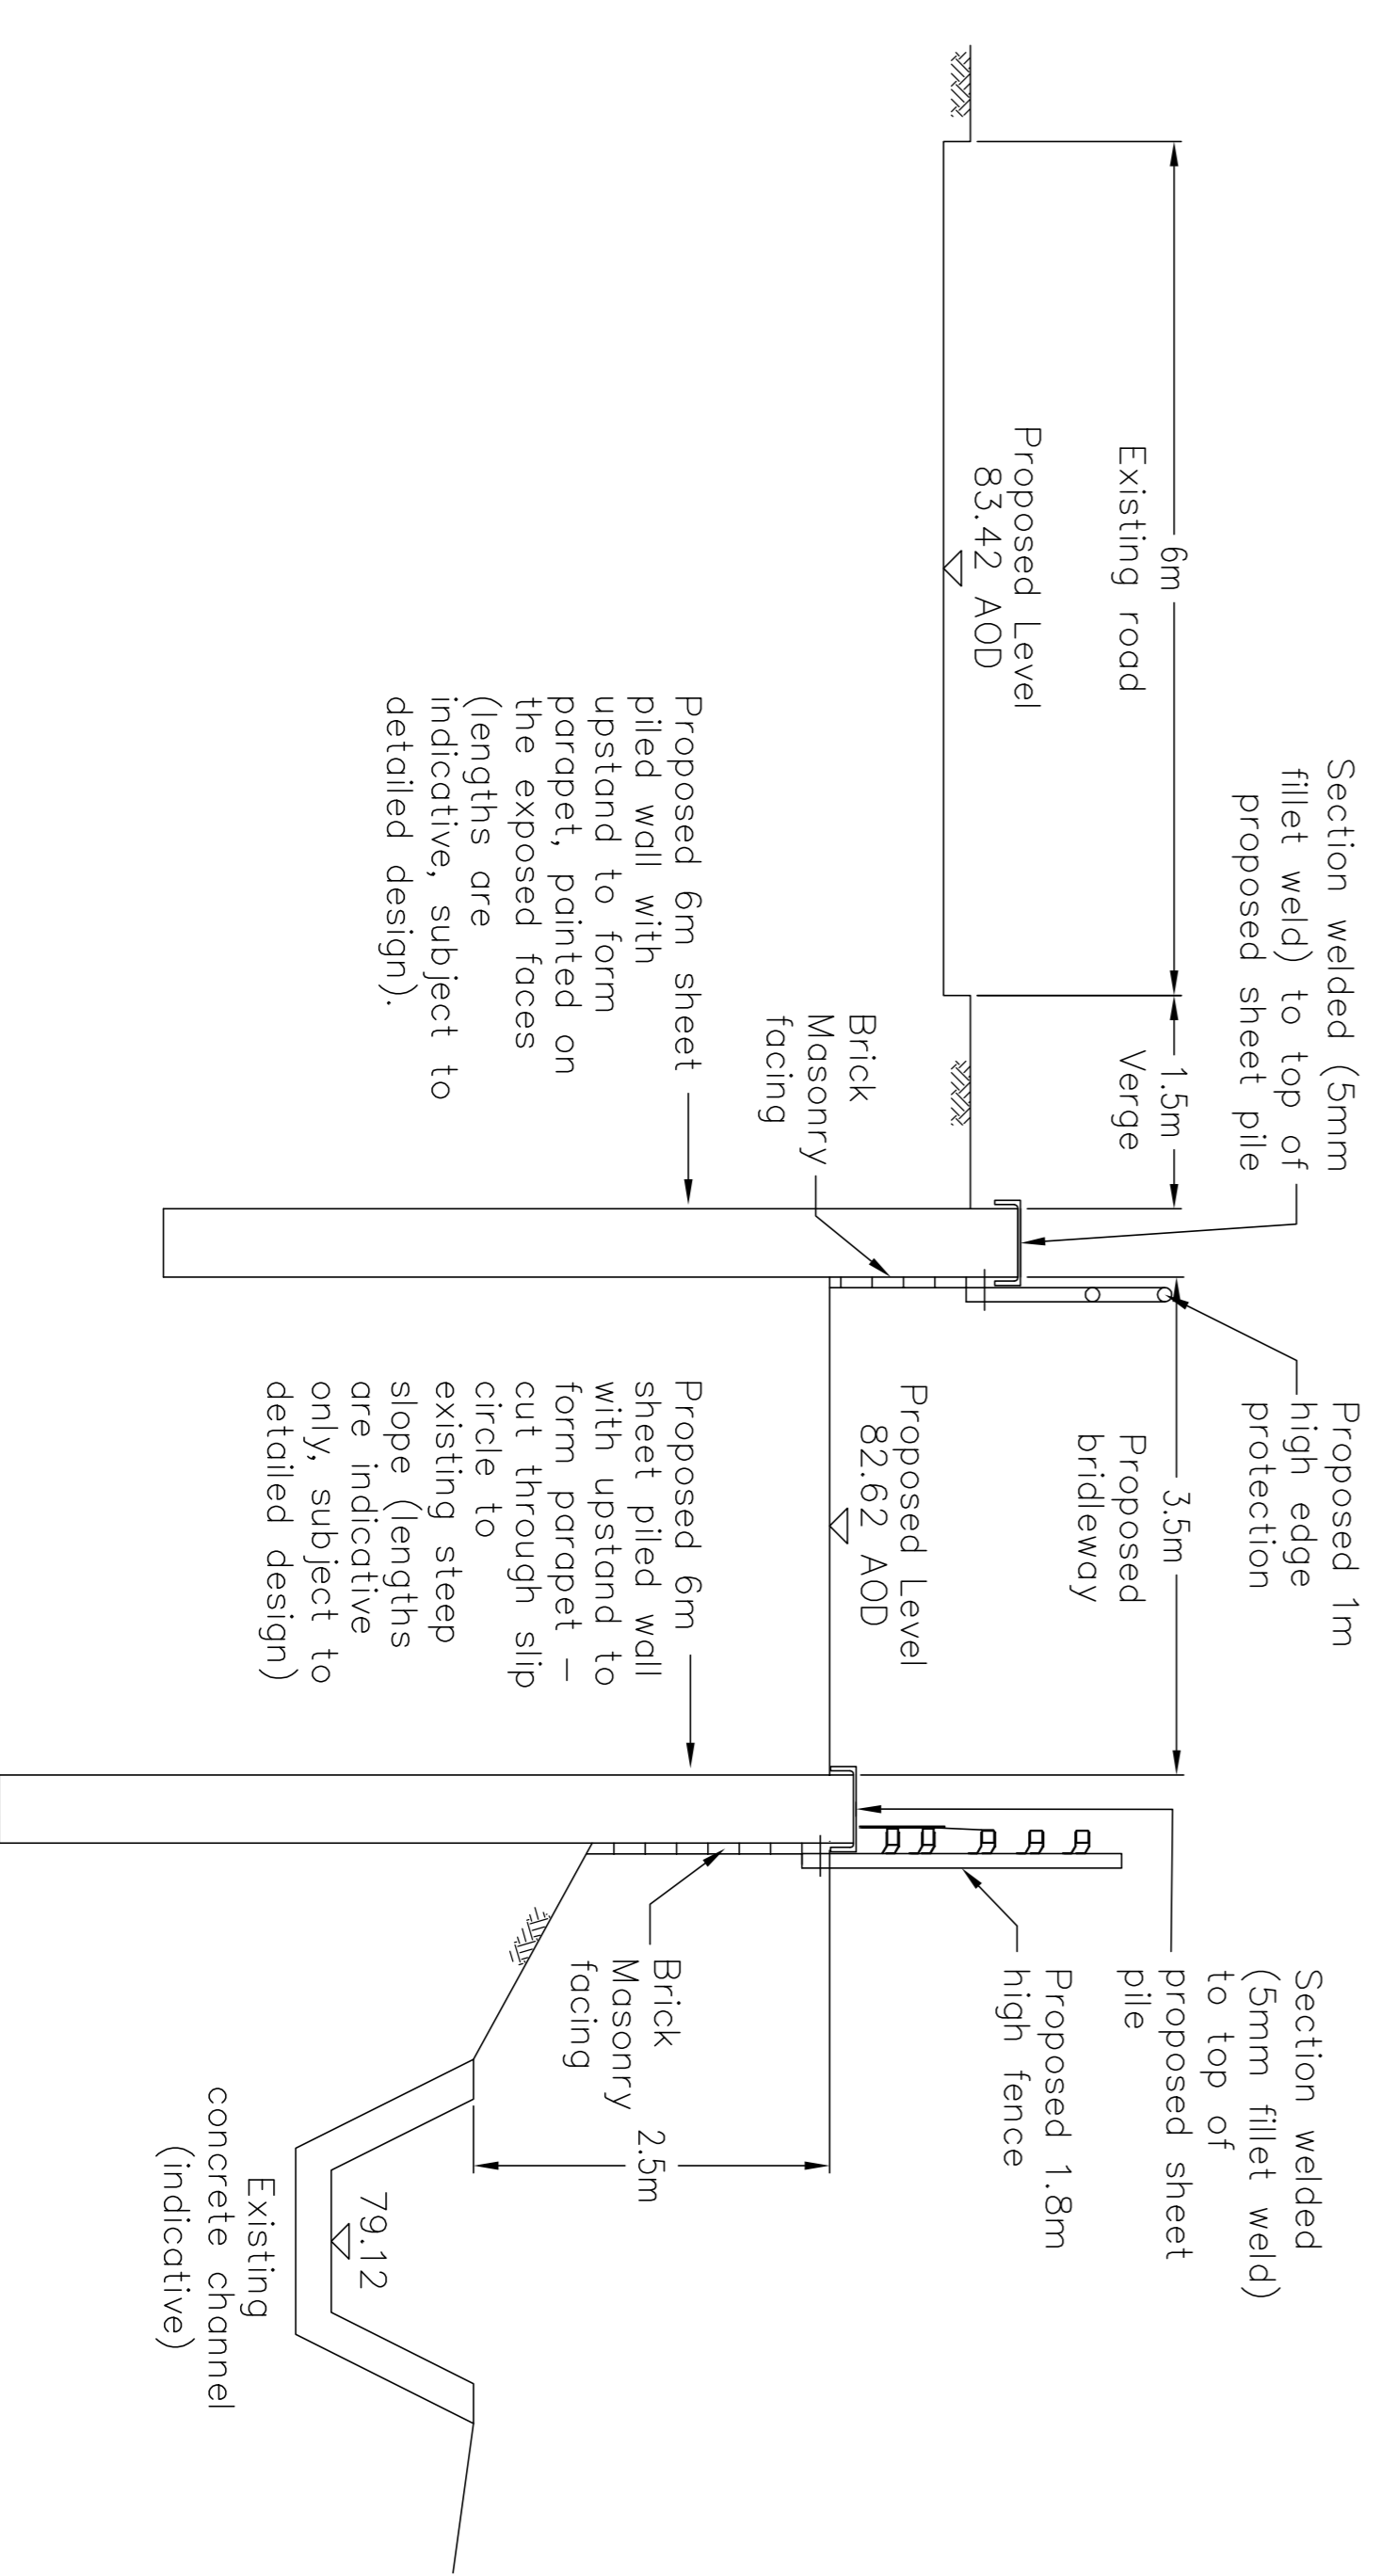 Section welded (5mm
fillet weld) to top of
proposed sheet pile
6m
Existing road
Proposed Level
83.42 AOD
1.5m
Verge
Proposed 6m sheet
piled wall with
upstand to form
parapet, painted on
the exposed faces
(lengths are
indicative, subject to
detailed design).
Brick
Masonry
facing
Proposed 1m
high edge
protection
3.5m
Proposed
bridleway
Proposed Level
82.62 AOD
Proposed 6m
sheet piled wall
with upstand to
form parapet –
cut through slip
circle to
existing steep
slope (lengths
are indicative
only, subject to
detailed design)
Section welded
(5mm fillet weld)
to top of
proposed sheet
pile
Proposed 1.8m
high fence
Brick
Masonry
facing
2.5m
79.12
Existing
concrete channel
(indicative)